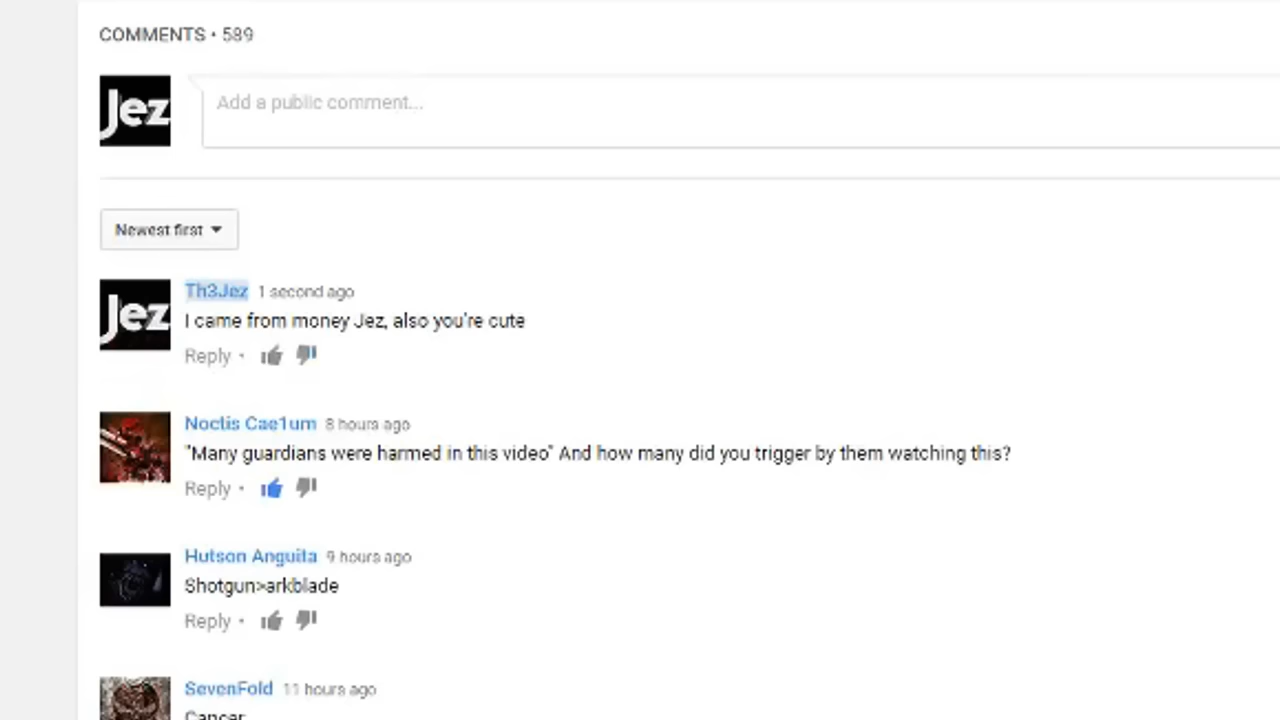 COMMENTS • 589
Jez
Add a public comment...
Newest first
Jez
Th3Jez 1 second ago
I came from money Jez, also you're cute
Reply •
Noctis Cae1um 8 hours ago
"Many guardians were harmed in this video" And how many did you trigger by them watching this?
Reply •
Hutson Anguita 9 hours ago
Shotgun>arkblade
Reply •
SevenFold 11 hours ago
Cancer